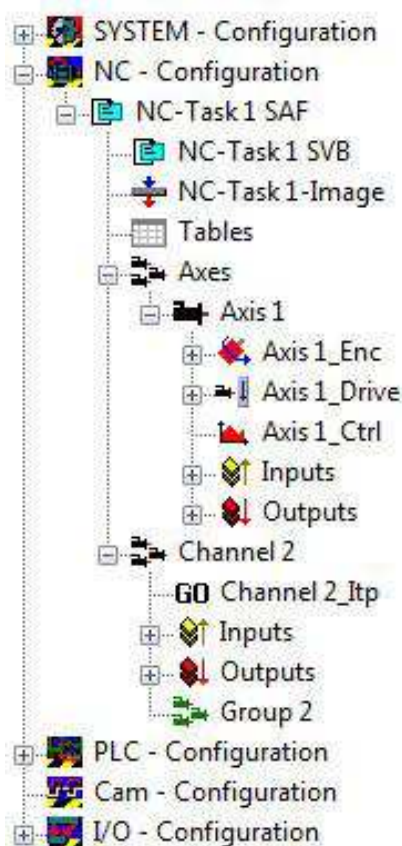 SYSTEM - Configuration
NC - Configuration
NC-Task 1 SAF
NC-Task 1 SVB
NC-Task 1-Image
Tables
Axes
Axis 1
Axis 1_Enc
Axis 1_Drive
Axis 1_Ctrl
Inputs
Outputs
Channel 2
GO Channel 2_Itp
Inputs
Outputs
Group 2
PLC - Configuration
Cam - Configuration
I/O - Configuration